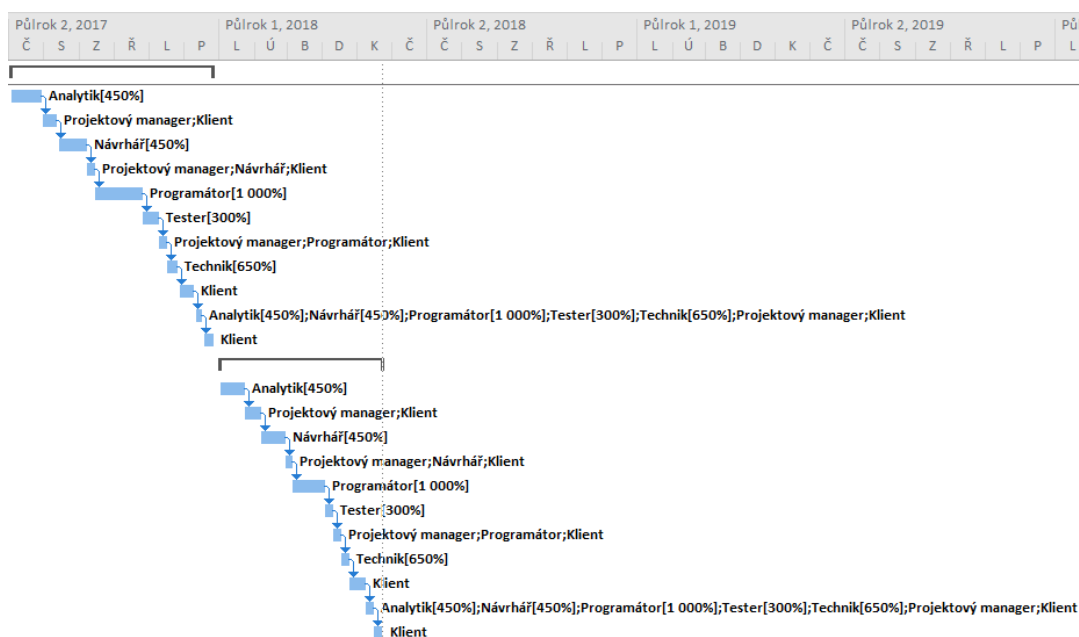 Půlrok 2, 2017 Půlrok 1, 2018 Půlrok 2, 2018 Půlrok 1, 2019 Půlrok 2, 2019 Pů
Č S Z Ř L P L Ú B D K Č Č S Z Ř L P L Ú B D K Č Č S Z Ř L P L
Analytik[450%]
Projektový manager;Klient
Návrhář[450%]
Projektový manager;Návrhář;Klient
Programátor[1 000%]
Tester[300%]
Projektový manager;Programátor;Klient
Technik[650%]
Klient
Analytik[450%];Návrhář[450%];Programátor[1 000%];Tester[300%];Technik[650%];Projektový manager;Klient
Klient
Analytik[450%]
Projektový manager;Klient
Návrhář[450%]
Projektový manager;Návrhář;Klient
Programátor[1 000%]
Tester[300%]
Projektový manager;Programátor;Klient
Technik[650%]
Klient
Analytik[450%];Návrhář[450%];Programátor[1 000%];Tester[300%];Technik[650%];Projektový manager;Klient
Klient